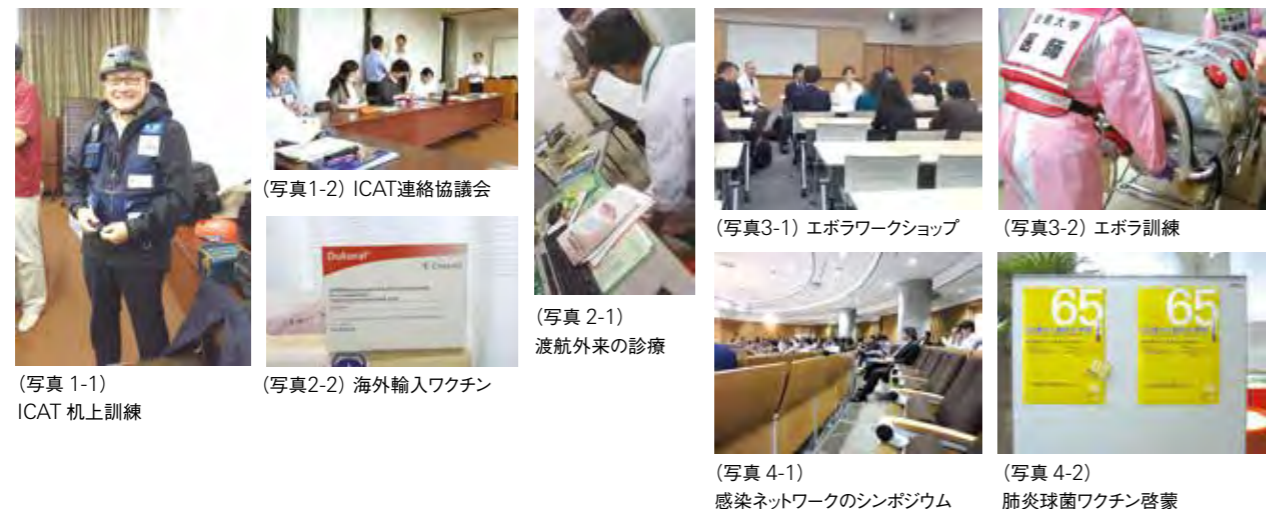 (写真 1-1)
ICAT 机上訓練
(写真1-2) ICAT連絡協議会
Dukoral
(写真2-2) 海外輸入ワクチン
(写真 2-1)
渡航外来の診療
(写真3-1) エボラワークショップ
医師
(写真3-2) エボラ訓練
(写真 4-1)
感染ネットワークのシンポジウム
65
65
(写真 4-2)
肺炎球菌ワクチン啓蒙